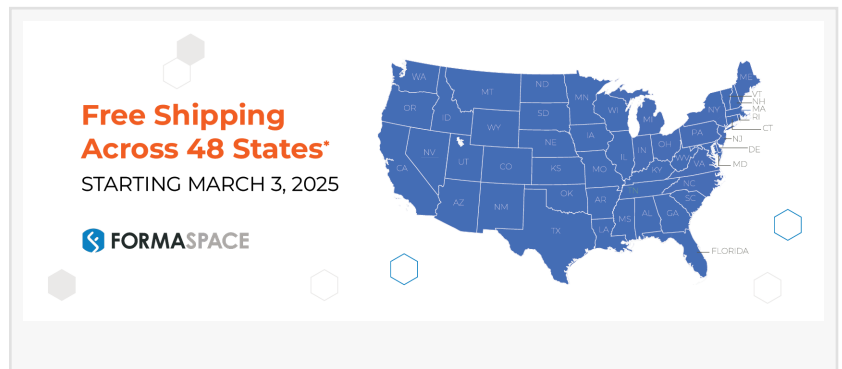 Free Shipping
Across 48 States*
STARTING MARCH 3, 2025
FORMASPACE
WA
OR
CA
NV
ID
MT
WY
UT
AZ
CO
NM
ND
SD
NE
KS
OK
TX
MN
IA
MO
AR
LA
WI
IL
MI
IN
OH
KY
TN
MS
AL
GA
FLORIDA
SC
NC
VA
WV
PA
NY
ME
VT
NH
MA
RI
CT
NJ
DE
MD